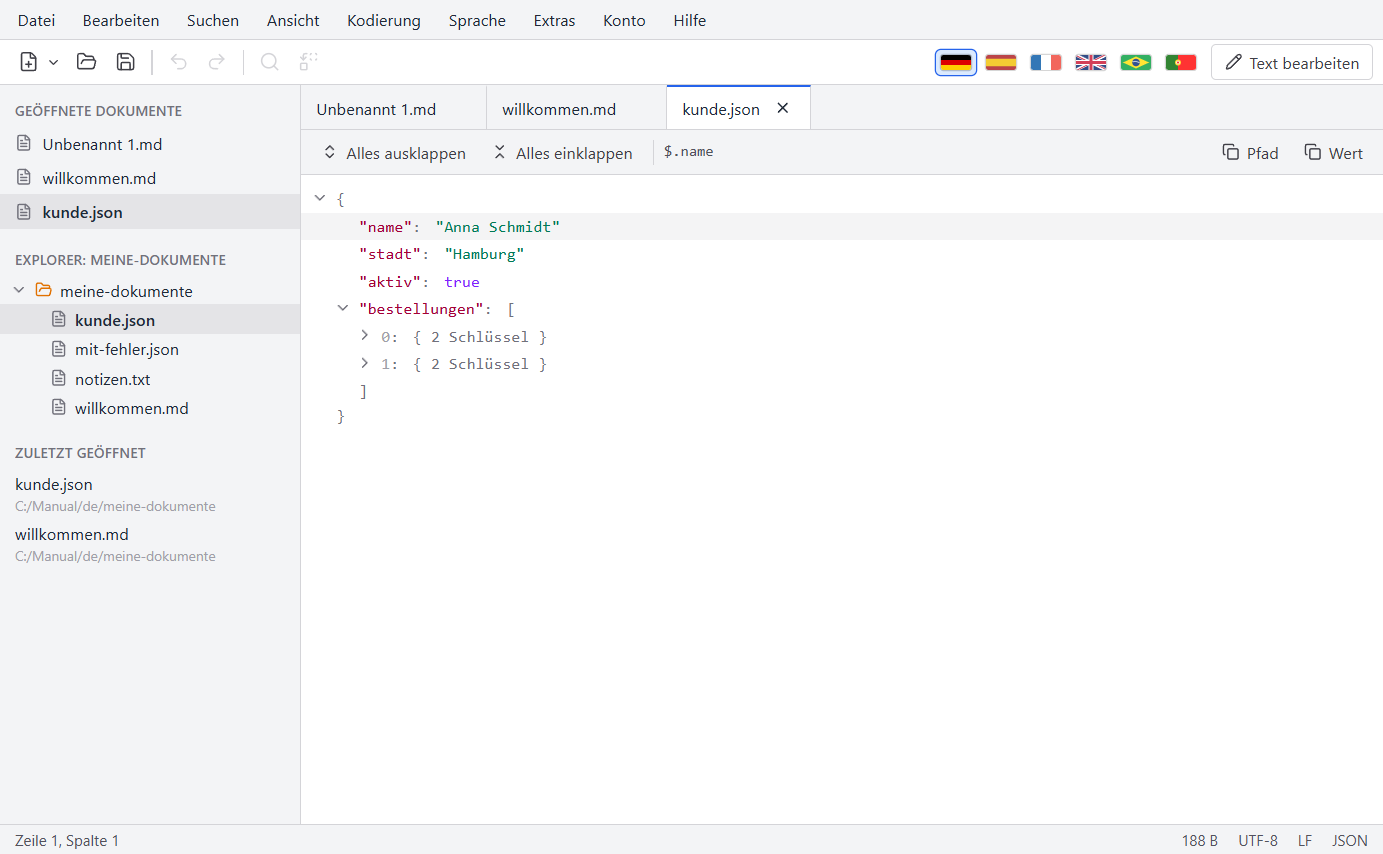 Datei Bearbeiten Suchen Ansicht Kodierung Sprache Extras Konto Hilfe
Text bearbeiten
GEÖFFNETE DOKUMENTE
Unbenannt 1.md
willkommen.md
kunde.json
EXPLORER: MEINE-DOKUMENTE
meine-dokumente
kunde.json
mit-fehler.json
notizen.txt
willkommen.md
ZULETZT GEÖFFNET
kunde.json
C:/Manual/de/meine-dokumente
willkommen.md
C:/Manual/de/meine-dokumente
Unbenannt 1.md willkommen.md kunde.json
Alles ausklappen Alles einklappen $.name Pfad Wert
{
"name": "Anna Schmidt"
"stadt": "Hamburg"
"aktiv": true
"bestellungen": [
0: { 2 Schlüssel }
1: { 2 Schlüssel }
]
}
Zeile 1, Spalte 1 188 B UTF-8 LF JSON